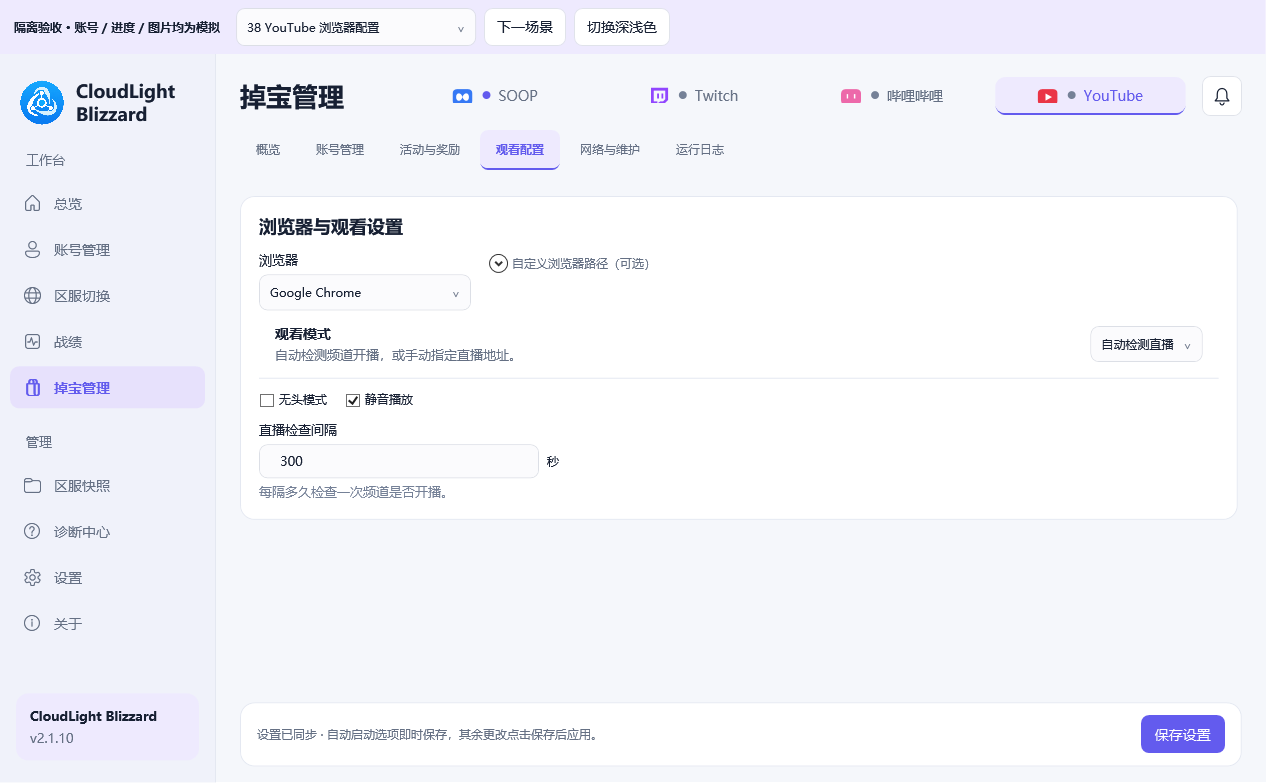 隔离验收·账号 / 进度 / 图片均为模拟
38 YouTube 浏览器配置
下一场景
切换深浅色
CloudLight
Blizzard
工作台
总览
账号管理
区服切换
战绩
掉宝管理
管理
区服快照
诊断中心
设置
关于
CloudLight Blizzard
v2.1.10
掉宝管理
SOOP
Twitch
哔哩哔哩
YouTube
概览
账号管理
活动与奖励
观看配置
网络与维护
运行日志
浏览器与观看设置
浏览器
自定义浏览器路径（可选）
Google Chrome
观看模式
自动检测频道开播，或手动指定直播地址。
自动检测直播
无头模式
静音播放
直播检查间隔
300
秒
每隔多久检查一次频道是否开播。
设置已同步 · 自动启动选项即时保存，其余更改点击保存后应用。
保存设置